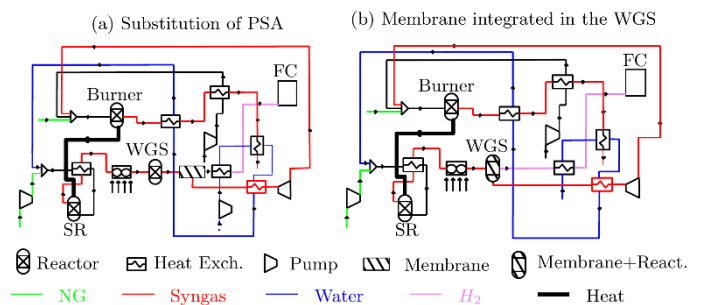 (a) Substitution of PSA
(b) Membrane integrated in the WGS
FC
Burner
WGS
SR
FC
Burner
WGS
SR
Reactor
Heat Exch.
Pump
Membrane
Membrane+React.
NG
Syngas
Water
H₂
Heat